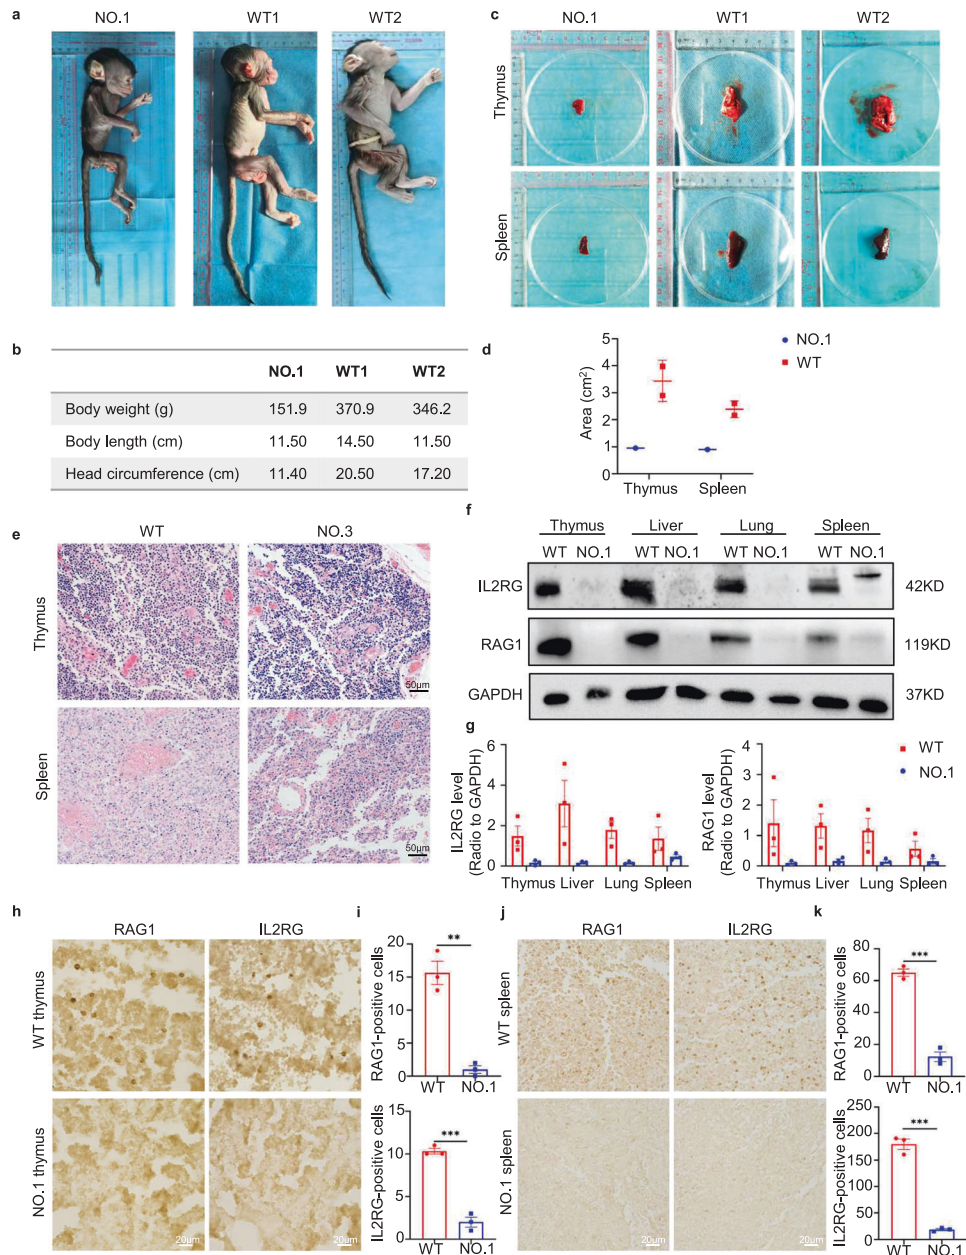 a
NO.1 WT1 WT2
b
NO.1 WT1 WT2
Body weight (g) 151.9 370.9 346.2
Body length (cm) 11.50 14.50 11.50
Head circumference (cm) 11.40 20.50 17.20
c
NO.1 WT1 WT2
Thymus
Spleen
d
Area (cm²)
5
4
3
2
1
0
Thymus Spleen
NO.1
WT
e
WT NO.3
Thymus
50μm
Spleen
50μm
f
Thymus Liver Lung Spleen
WT NO.1 WT NO.1 WT NO.1 WT NO.1
IL2RG 42KD
RAG1 119KD
GAPDH 37KD
g
IL2RG level
(Radio to GAPDH)
6
4
2
0
Thymus Liver Lung Spleen
RAG1 level
(Radio to GAPDH)
4
3
2
1
0
Thymus Liver Lung Spleen
WT
NO.1
h
RAG1 IL2RG
WT thymus
NO.1 thymus
20μm 20μm
i
RAG1-positive cells
20
15
10
5
0
**
WT NO.1
IL2RG-positive cells
10
5
0
***
WT NO.1
j
RAG1 IL2RG
WT spleen
NO.1 spleen
20μm 20μm
k
RAG1-positive cells
80
60
40
20
0
***
WT NO.1
IL2RG-positive cells
250
200
150
100
50
0
***
WT NO.1